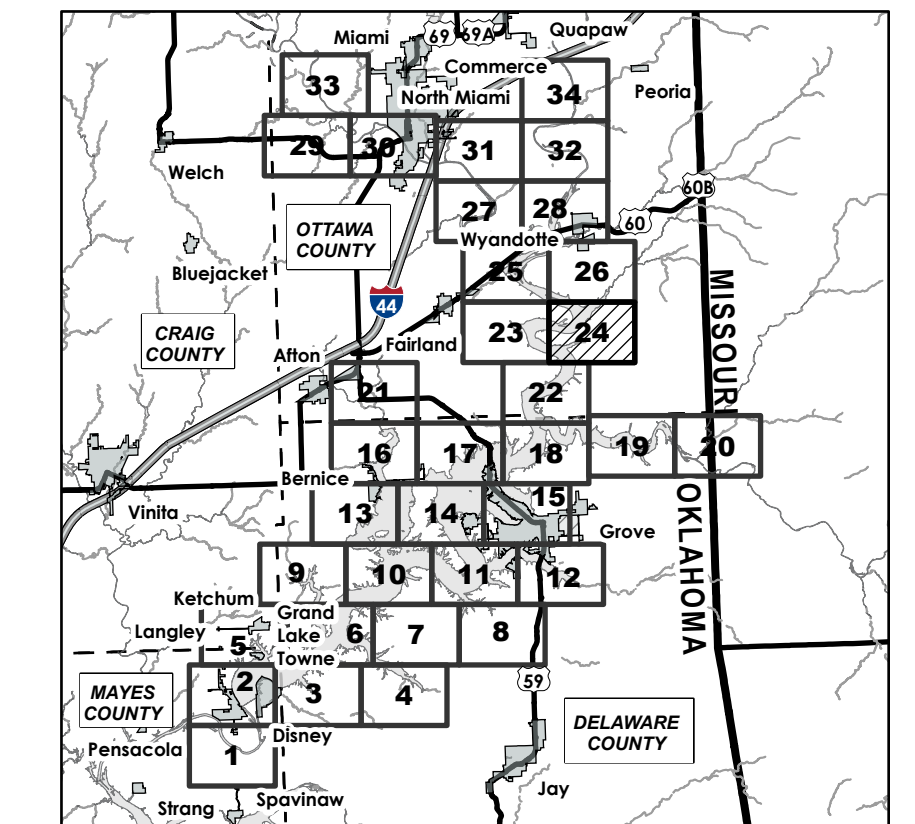 Miami
69
69A
Quapaw
Commerce
33
34
Peoria
North Miami
29
30
31
32
Welch
60B
27
28
60
OTTAWA
COUNTY
Wyandotte
Bluejacket
25
26
44
MISSOURI
CRAIG
COUNTY
Fairland
23
24
Afton
21
22
16
17
18
19
20
Bernice
Vinita
13
14
15
OKLAHOMA
Grove
9
10
11
12
Ketchum
Grand
Lake
Towne
Langley
5
6
7
8
2
3
4
59
MAYES
COUNTY
DELAWARE
COUNTY
Disney
Pensacola
1
Jay
Strang
Spavinaw